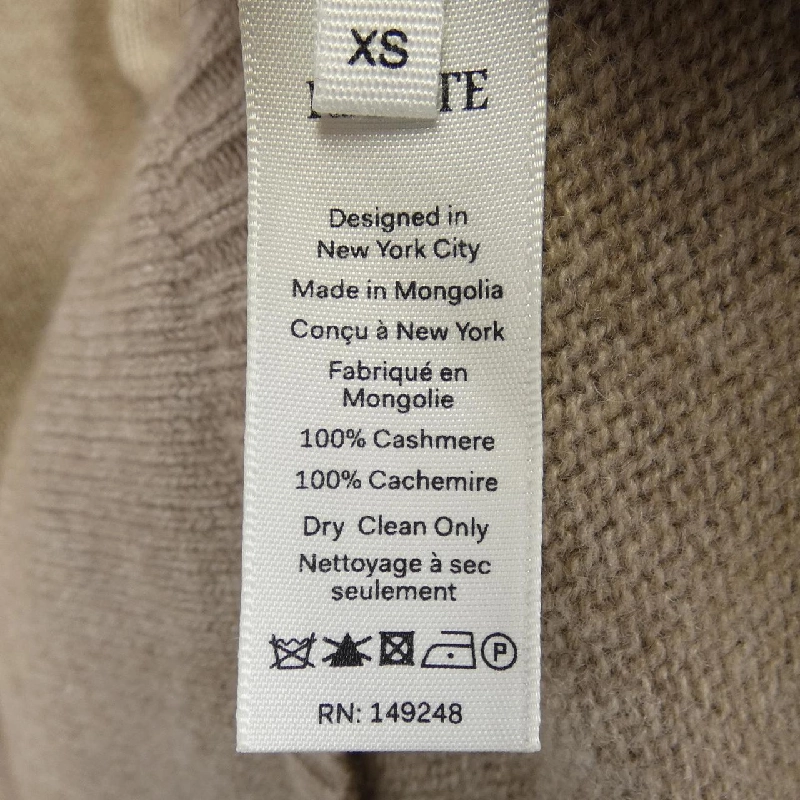 XS
Designed in
New York City
Made in Mongolia
Conçu à New York
Fabriqué en
Mongolie
100% Cashmere
100% Cachemire
Dry Clean Only
Nettoyage à sec
seulement
P
RN: 149248